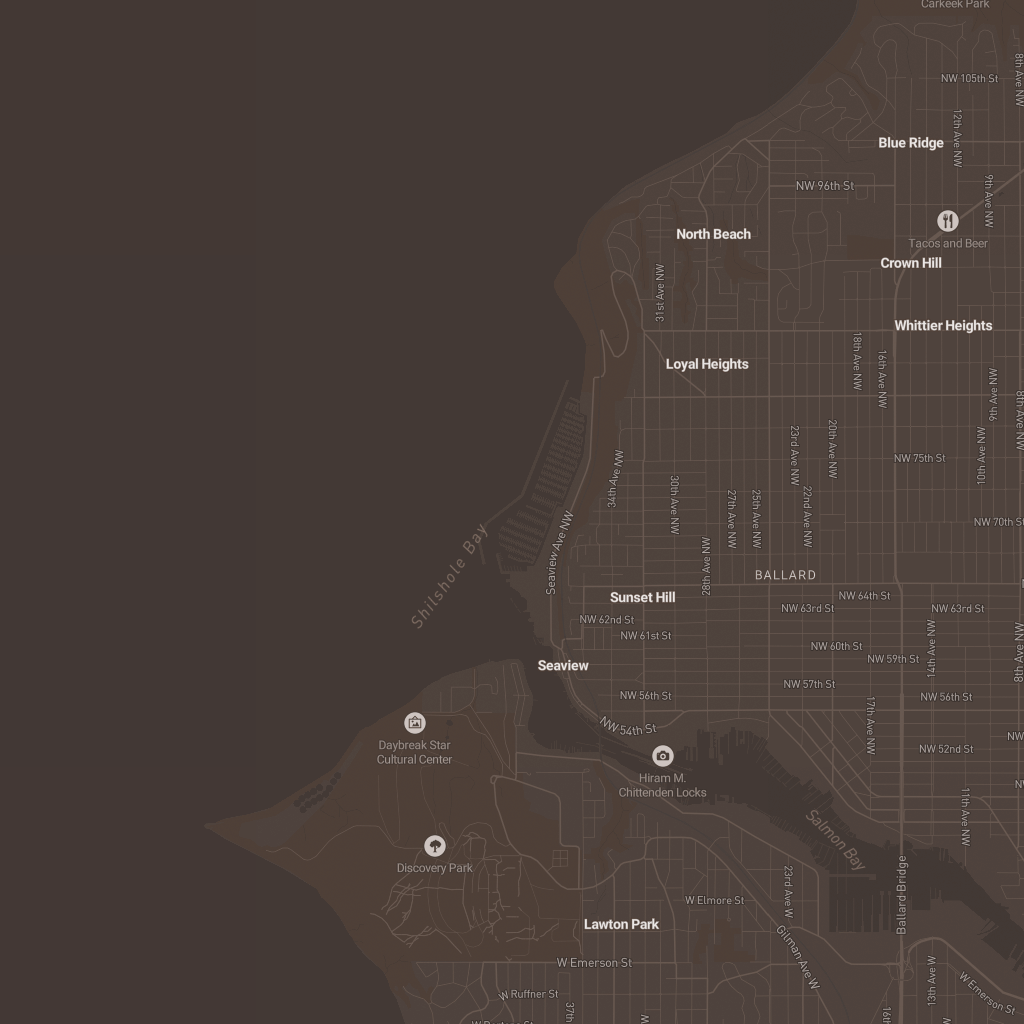 Carkeek Park
8th Ave NW
NW 105th St
12th Ave NW
Blue Ridge
NW 96th St
9th Ave NW
North Beach
Tacos and Beer
Crown Hill
31st Ave NW
Whittier Heights
18th Ave NW
16th Ave NW
Loyal Heights
9th Ave NW
8th Ave NW
34th Ave NW
23rd Ave NW
20th Ave NW
NW 75th St
10th Ave NW
30th Ave NW
27th Ave NW
25th Ave NW
22nd Ave NW
NW 70th St
Shilshole Bay
Seaview Ave NW
28th Ave NW
BALLARD
Sunset Hill
NW 64th St
NW 63rd St
NW 63rd St
NW 62nd St
NW 61st St
14th Ave NW
8th Ave NW
NW 60th St
NW 59th St
Seaview
NW 57th St
NW 56th St
NW 56th St
17th Ave NW
NW 54th St
NW
Daybreak Star
Cultural Center
NW 52nd St
Hiram M.
Chittenden Locks
11th Ave NW
Salmon Bay
Discovery Park
Ballard Bridge
23rd Ave W
W Elmore St
Lawton Park
Gilman Ave W
W Emerson St
13th Ave W
W Emerson St
W Ruffner St
37th
16th
W
W